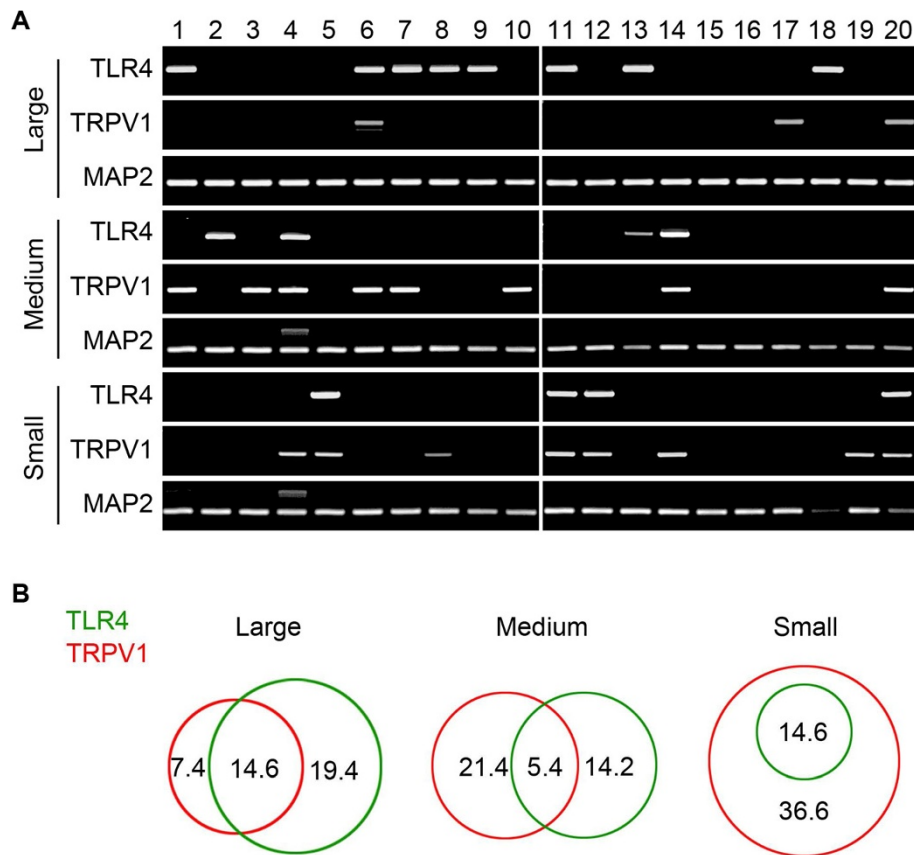 A
1 2 3 4 5 6 7 8 9 10 11 12 13 14 15 16 17 18 19 20
Large
TLR4
TRPV1
MAP2
Medium
TLR4
TRPV1
MAP2
Small
TLR4
TRPV1
MAP2
B
TLR4
TRPV1
Large
Medium
Small
7.4 14.6 19.4
21.4 5.4 14.2
14.6
36.6